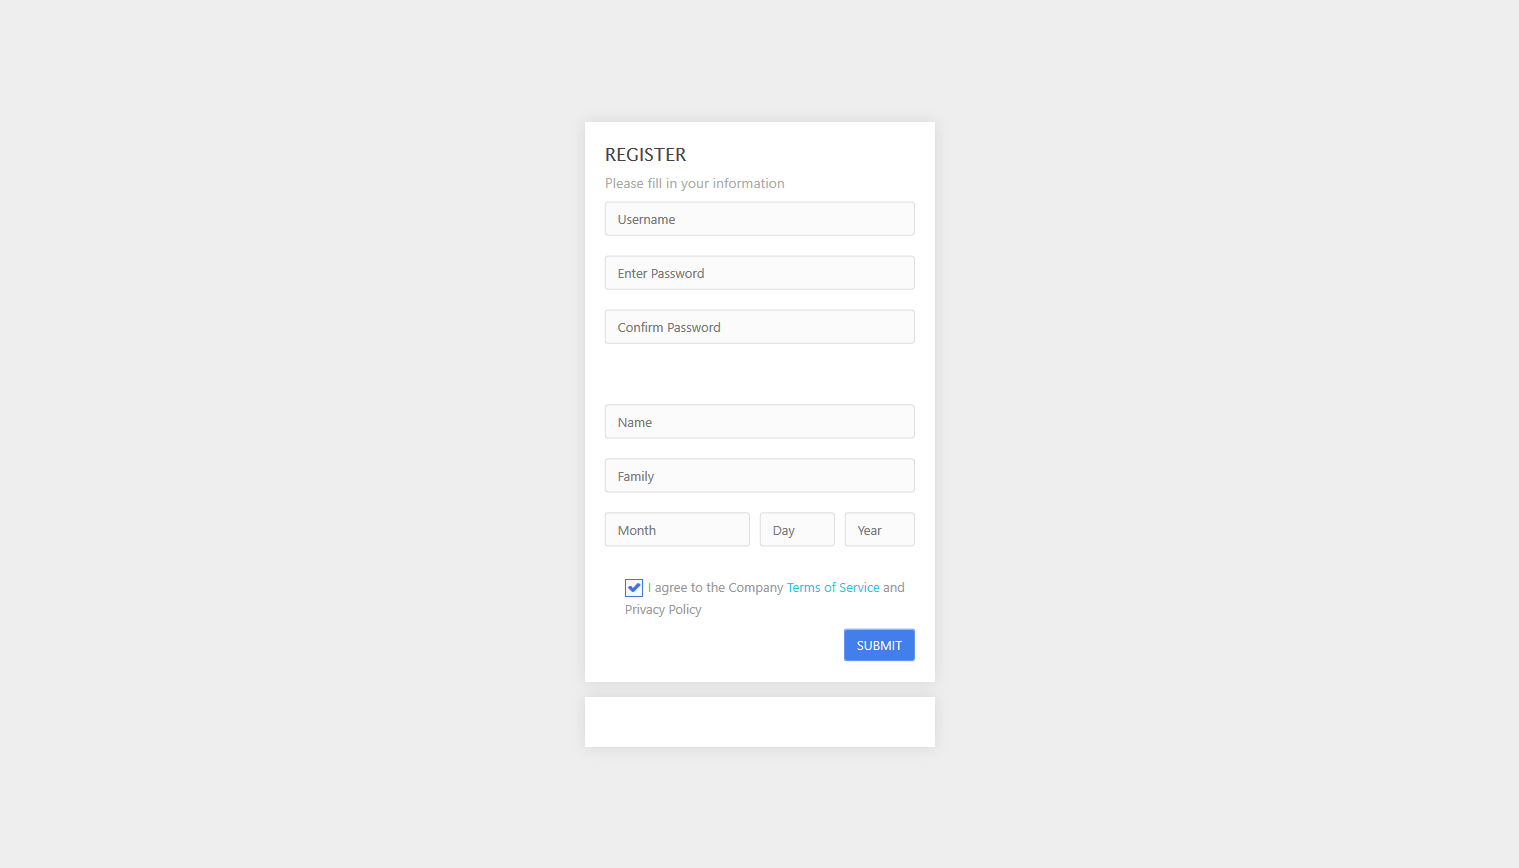 REGISTER
Please fill in your information
Username
Enter Password
Confirm Password
Name
Family
Month Day Year
I agree to the Company Terms of Service and
Privacy Policy
SUBMIT